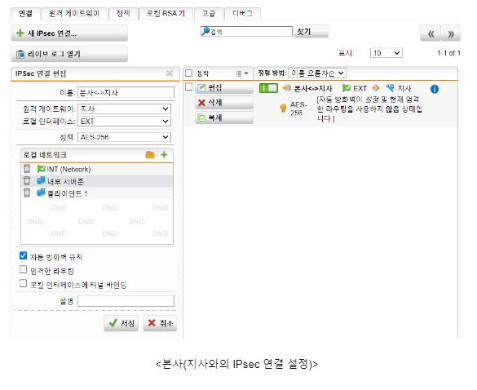 연결 원격 게이트웨이 정책 로컬 RSA 키 고급 디버그
+ 새 IPsec 연결...
검색 찾기
라이브 로그 열기
표시: 10 1-1 of 1
IPSec 연결 편집
동작 정렬 방법: 이름 오름차순
이름: 본사<->지사
원격 게이트웨이: 지사
로컬 인터페이스: EXT
정책: AES-256
로컬 네트워크
INT (Network)
내부 서버존
클라이언트 1
DND DND DND
DND DND DND
DND DND DND
자동 방화벽 규칙
엄격한 라우팅
로컬 인터페이스에 터널 바인딩
설명:
저장 취소
편집
삭제
복제
본사<->지사 EXT 지사
AES-256
[자동 방화벽이 설정 및 현재 엄격한 라우팅을 사용하지 않음 상태입니다.]
<본사(지사와의 IPsec 연결 설정)>